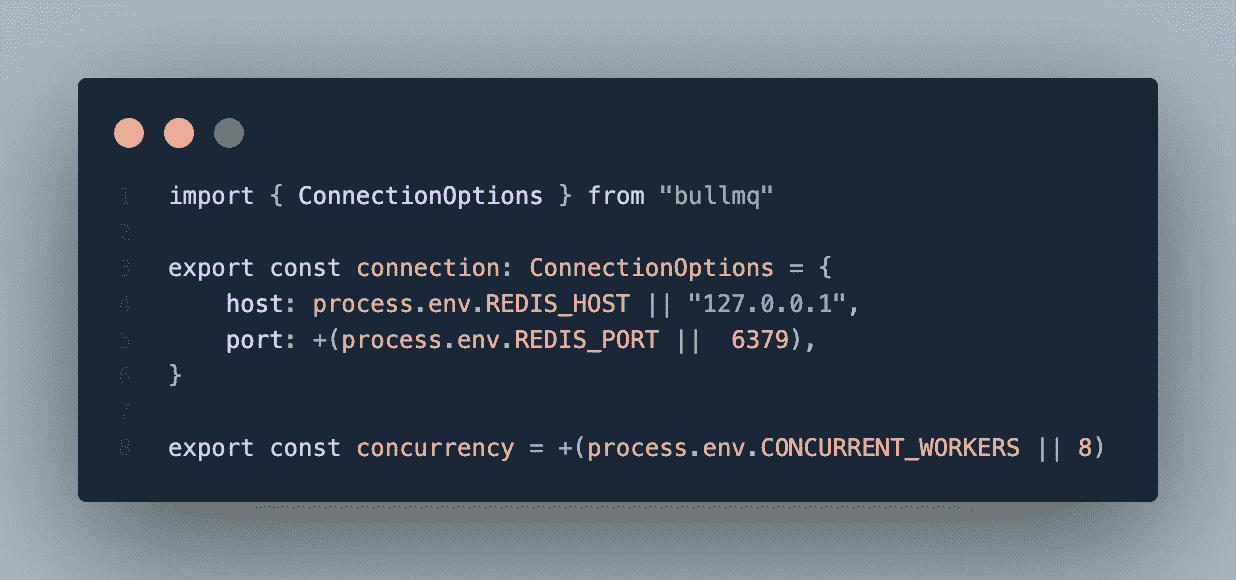 1 import { ConnectionOptions } from "bullmq"
2
3 export const connection: ConnectionOptions = {
4     host: process.env.REDIS_HOST || "127.0.0.1",
5     port: +(process.env.REDIS_PORT ||  6379),
6 }
7
8 export const concurrency = +(process.env.CONCURRENT_WORKERS || 8)